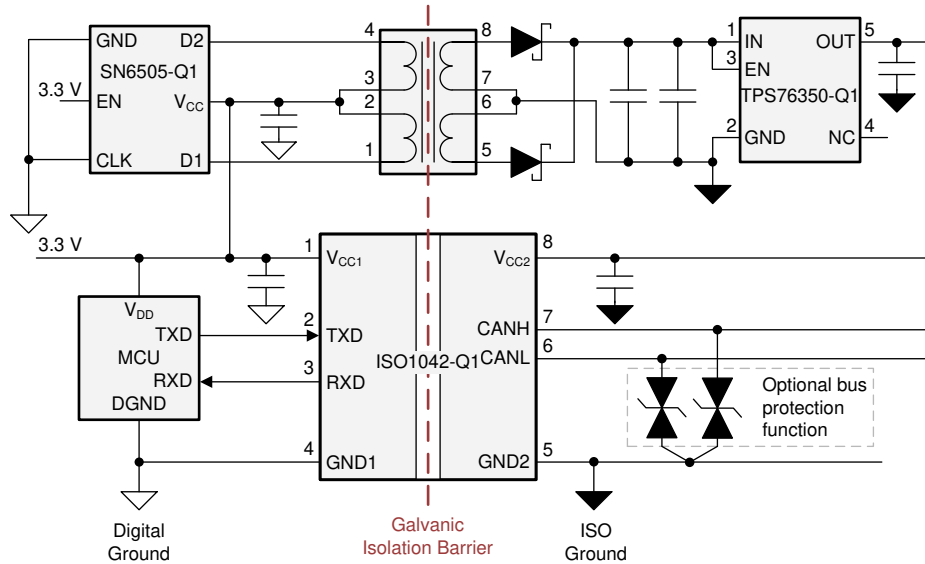 GND
D2
SN6505-Q1
3.3 V
EN
VCC
CLK
D1
4
3
2
1
8
7
6
5
1
3
2
IN
OUT
5
EN
TPS76350-Q1
GND
NC
4
3.3 V
1
VCC1
VCC2
8
VDD
TXD
MCU
RXD
DGND
2
TXD
3
RXD
ISO1042-Q1
CANH
7
CANL
6
4
GND1
GND2
5
Optional bus
protection
function
Digital
Ground
Galvanic
Isolation Barrier
ISO
Ground